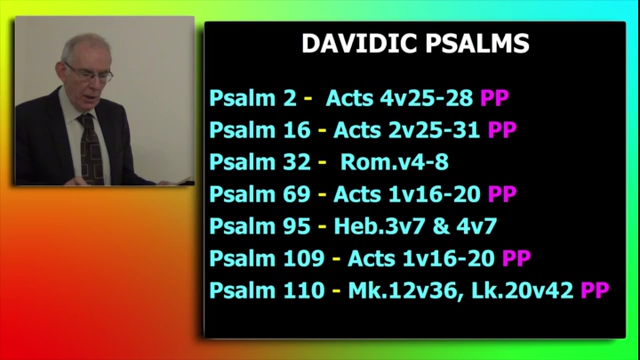 DAVIDIC PSALMS
Psalm 2 - Acts 4v25-28 PP
Psalm 16 - Acts 2v25-31 PP
Psalm 32 - Rom.v4-8
Psalm 69 - Acts 1v16-20 PP
Psalm 95 - Heb.3v7 & 4v7
Psalm 109 - Acts 1v16-20 PP
Psalm 110 - Mk.12v36, Lk.20v42 PP